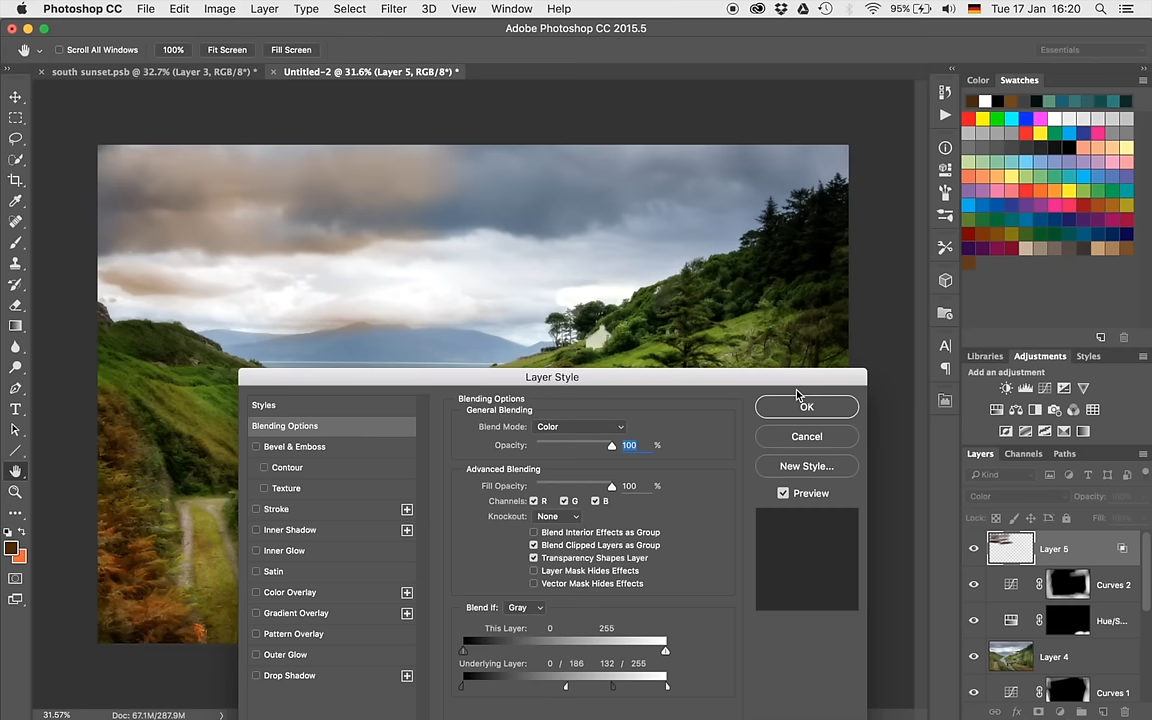 Photoshop CC File Edit Image Layer Type Select Filter 3D View Window Help 95% Tue 17 Jan 16:20
Adobe Photoshop CC 2015.5
Scroll All Windows 100% Fit Screen Fill Screen Essentials
south sunset.psb @ 32.7% (Layer 3, RGB/8*) * Untitled-2 @ 31.6% (Layer 5, RGB/8*) *
Color Swatches
Libraries Adjustments Styles
Add an adjustment
Layers Channels Paths
Kind
Color Opacity: 100%
Lock: Fill: 100%
Layer 5
Curves 2
Hue/S...
Layer 4
Curves 1
Layer Style
Styles
Blending Options
Bevel & Emboss
Contour
Texture
Stroke
Inner Shadow
Inner Glow
Satin
Color Overlay
Gradient Overlay
Pattern Overlay
Outer Glow
Drop Shadow
Blending Options
General Blending
Blend Mode: Color
Opacity: 100 %
Advanced Blending
Fill Opacity: 100 %
Channels: R G B
Knockout: None
Blend Interior Effects as Group
Blend Clipped Layers as Group
Transparency Shapes Layer
Layer Mask Hides Effects
Vector Mask Hides Effects
Blend If: Gray
This Layer: 0 255
Underlying Layer: 0 / 186 132 / 255
OK
Cancel
New Style...
Preview
31.57% Doc: 67.1M/287.9M